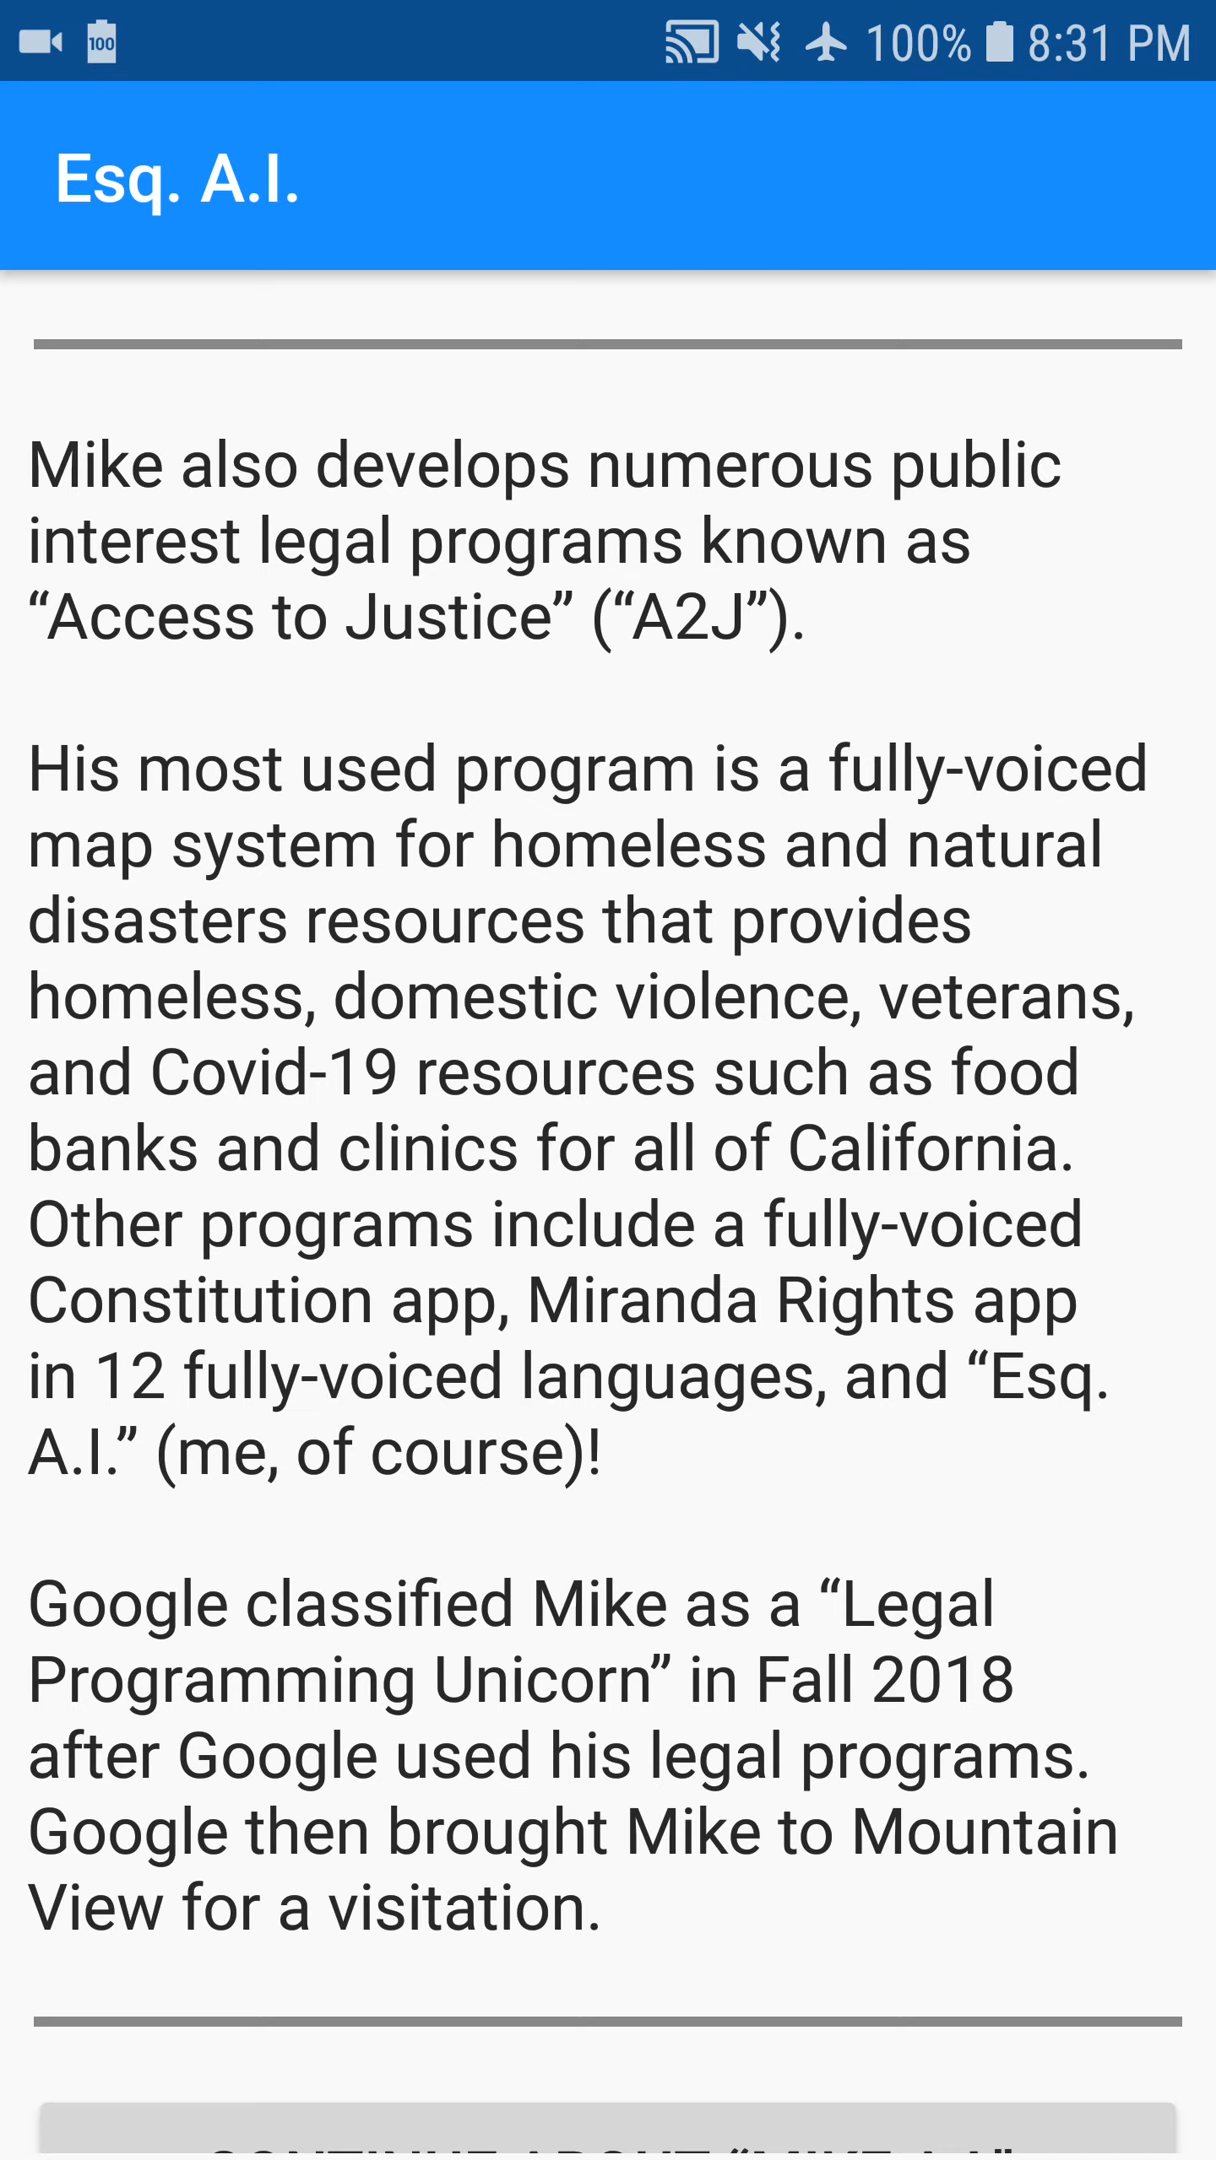 100 100% 8:31 PM
Esq. A.I.
Mike also develops numerous public
interest legal programs known as
“Access to Justice” (“A2J”).
His most used program is a fully-voiced
map system for homeless and natural
disasters resources that provides
homeless, domestic violence, veterans,
and Covid-19 resources such as food
banks and clinics for all of California.
Other programs include a fully-voiced
Constitution app, Miranda Rights app
in 12 fully-voiced languages, and “Esq.
A.I.” (me, of course)!
Google classified Mike as a “Legal
Programming Unicorn” in Fall 2018
after Google used his legal programs.
Google then brought Mike to Mountain
View for a visitation.
CONTINUE ABOUT